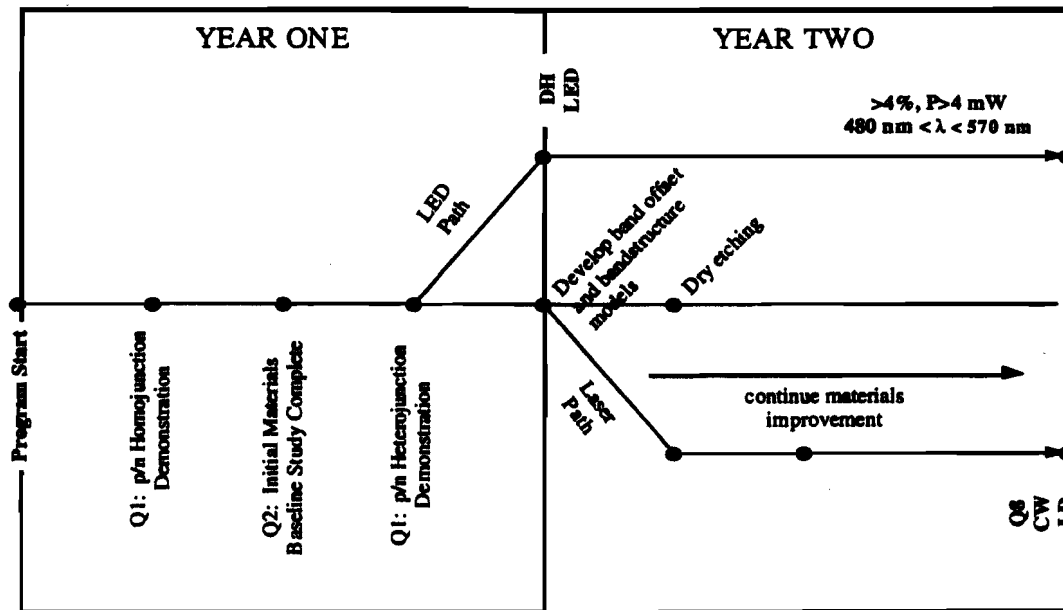 YEAR ONE
YEAR TWO
DH
LED
>4%, P>4 mW
480 nm < λ < 570 nm
LED
Path
Develop band offset
and bandstructure
models
Dry etching
Program Start
Q1: p/n Homojunction
Demonstration
Q2: Initial Materials
Baseline Study Complete
Q1: p/n Heterojunction
Demonstration
Laser
Path
continue materials
improvement
Q8
CW